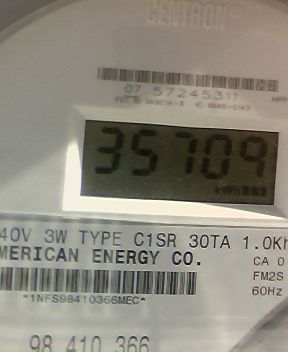 CENTRON®
07 57245311
35709
kWh
40V 3W TYPE C1SR 30TA 1.0Kh
MERICAN ENERGY CO.
CA 0
FM2S
*1NFS98410366MEC*
60Hz
98 410 366